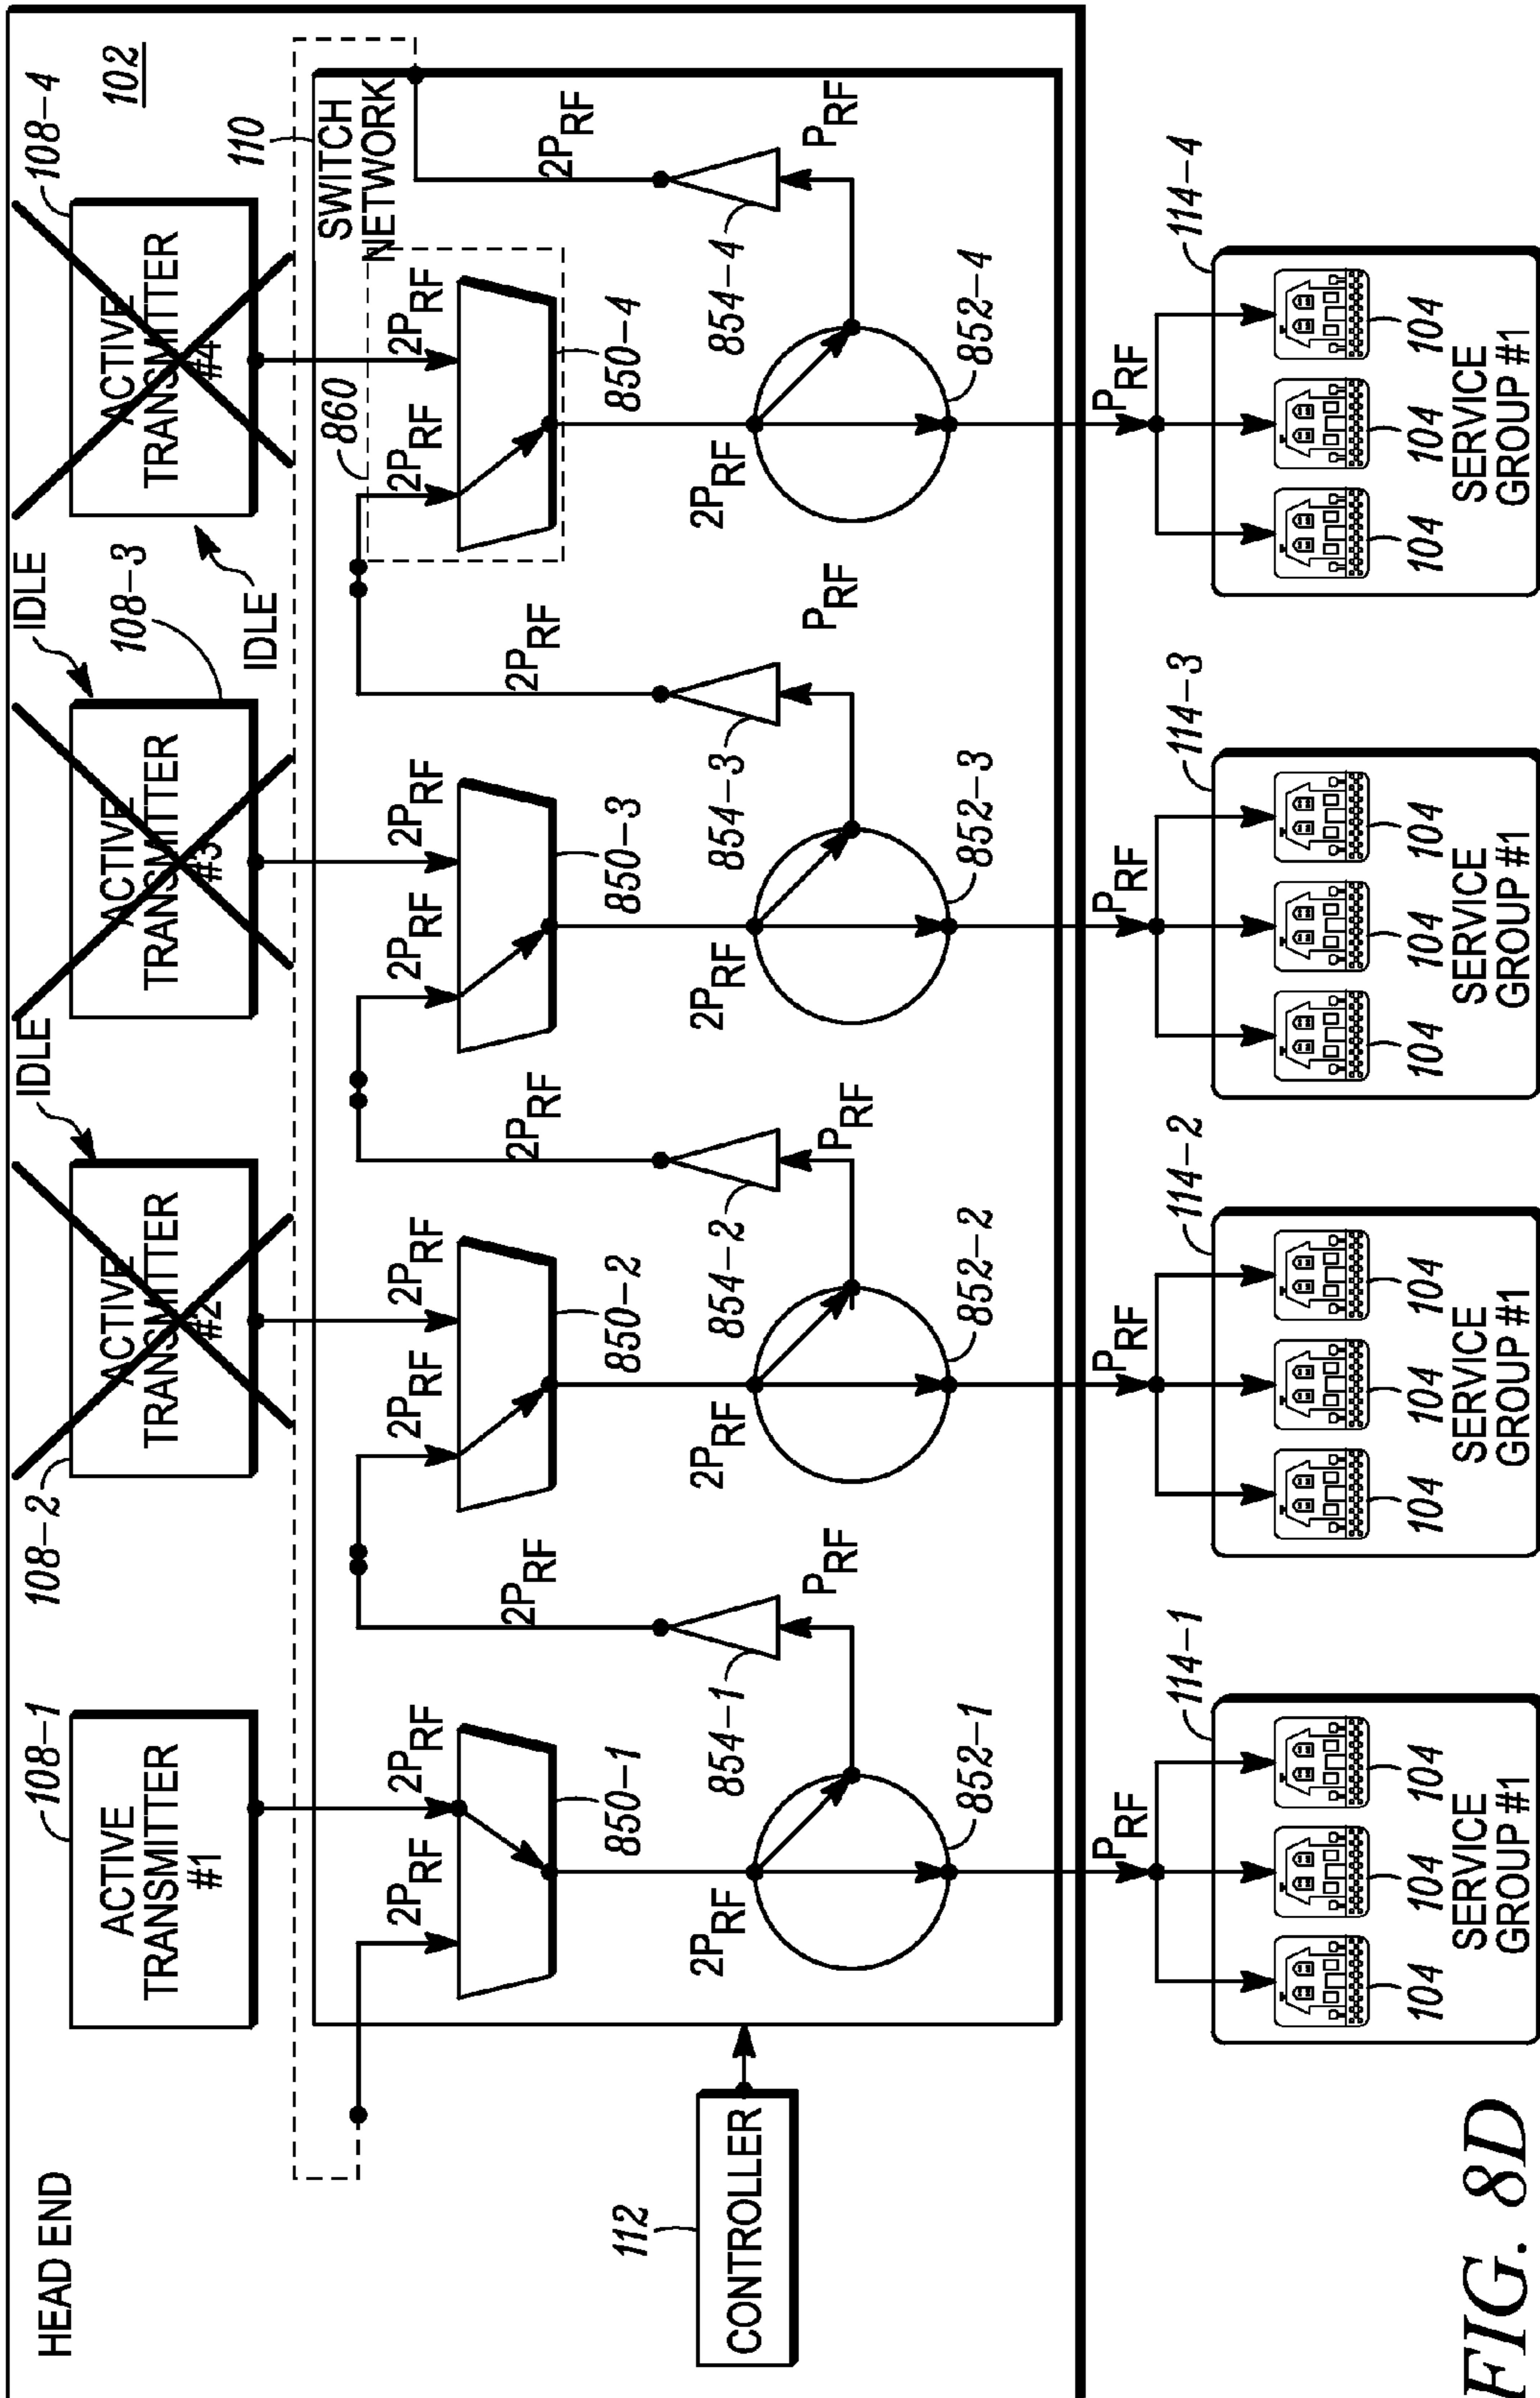 HEAD END
102
108-1
ACTIVE
TRANSMITTER
#1
108-2
IDLE
ACTIVE
TRANSMITTER
#2
IDLE
108-3
ACTIVE
TRANSMITTER
#3
IDLE
108-4
ACTIVE
TRANSMITTER
#4
110
SWITCH
NETWORK
860
112
CONTROLLER
2PRF
2PRF
850-1
2PRF
2PRF
PRF
854-1
852-1
2PRF
2PRF
850-2
2PRF
2PRF
PRF
854-2
852-2
2PRF
2PRF
850-3
2PRF
2PRF
PRF
854-3
852-3
2PRF
2PRF
850-4
2PRF
2PRF
PRF
854-4
852-4
PRF
PRF
PRF
PRF
114-1
104
104
104
SERVICE
GROUP #1
114-2
104
104
104
SERVICE
GROUP #1
114-3
104
104
104
SERVICE
GROUP #1
114-4
104
104
104
SERVICE
GROUP #1
FIG. 8D